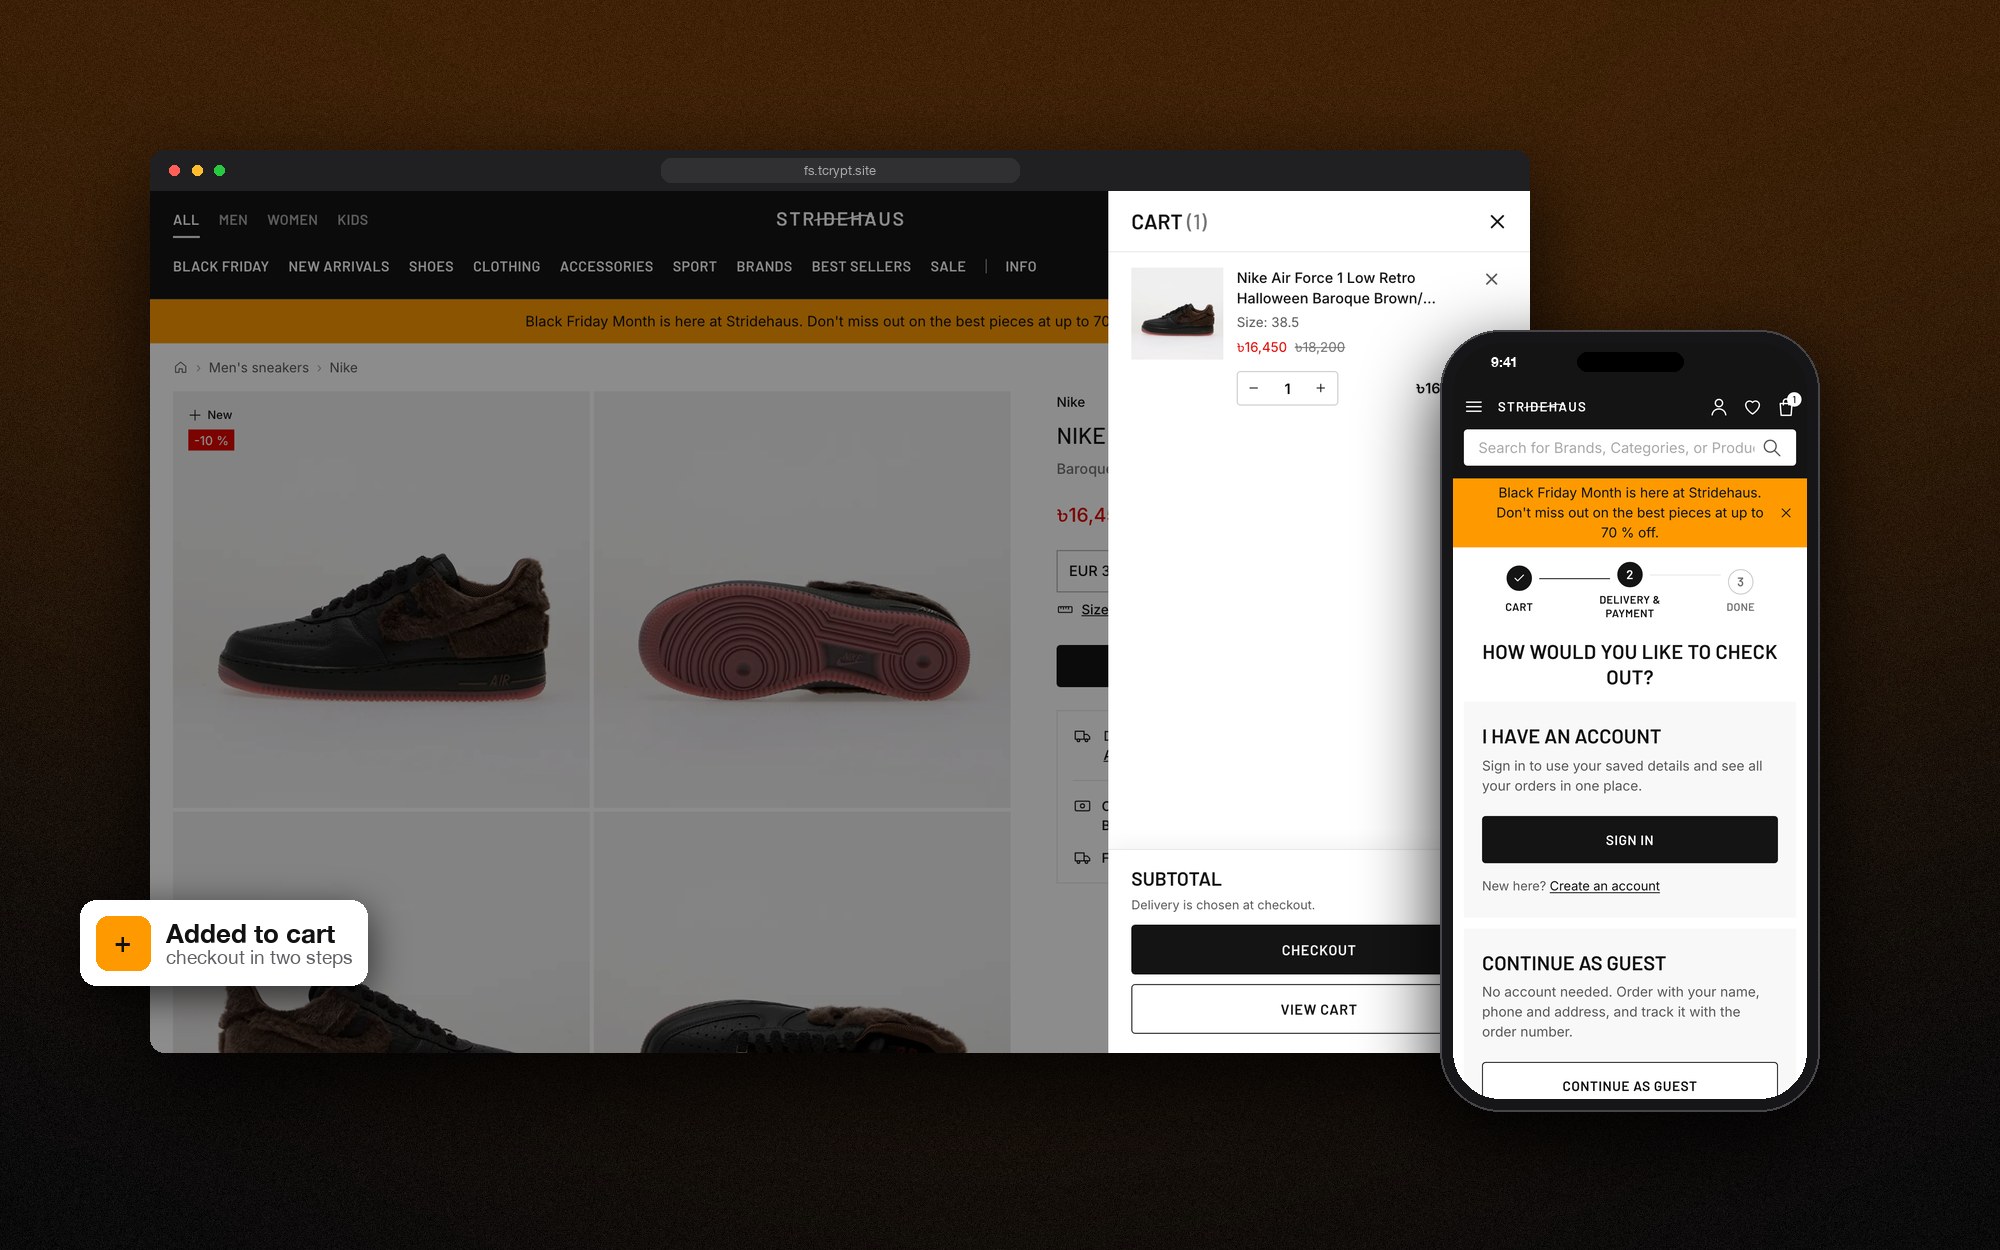 fs.tcrypt.site
ALL MEN WOMEN KIDS
STRIDEHAUS
BLACK FRIDAY NEW ARRIVALS SHOES CLOTHING ACCESSORIES SPORT BRANDS BEST SELLERS SALE | INFO
Black Friday Month is here at Stridehaus. Don't miss out on the best pieces at up to 70
Men's sneakers › Nike
New
-10 %
Nike
NIKE
Baroque
৳16,4
EUR 3
Size
AIR
CART (1)
Nike Air Force 1 Low Retro
Halloween Baroque Brown/...
Size: 38.5
৳16,450 ৳18,200
− 1 +
৳16
SUBTOTAL
Delivery is chosen at checkout.
CHECKOUT
VIEW CART
+
Added to cart
checkout in two steps
9:41
STRIDEHAUS
1
Search for Brands, Categories, or Produ
Black Friday Month is here at Stridehaus.
Don't miss out on the best pieces at up to
70 % off.
2
3
CART
DELIVERY &
PAYMENT
DONE
HOW WOULD YOU LIKE TO CHECK
OUT?
I HAVE AN ACCOUNT
Sign in to use your saved details and see all
your orders in one place.
SIGN IN
New here? Create an account
CONTINUE AS GUEST
No account needed. Order with your name,
phone and address, and track it with the
order number.
CONTINUE AS GUEST